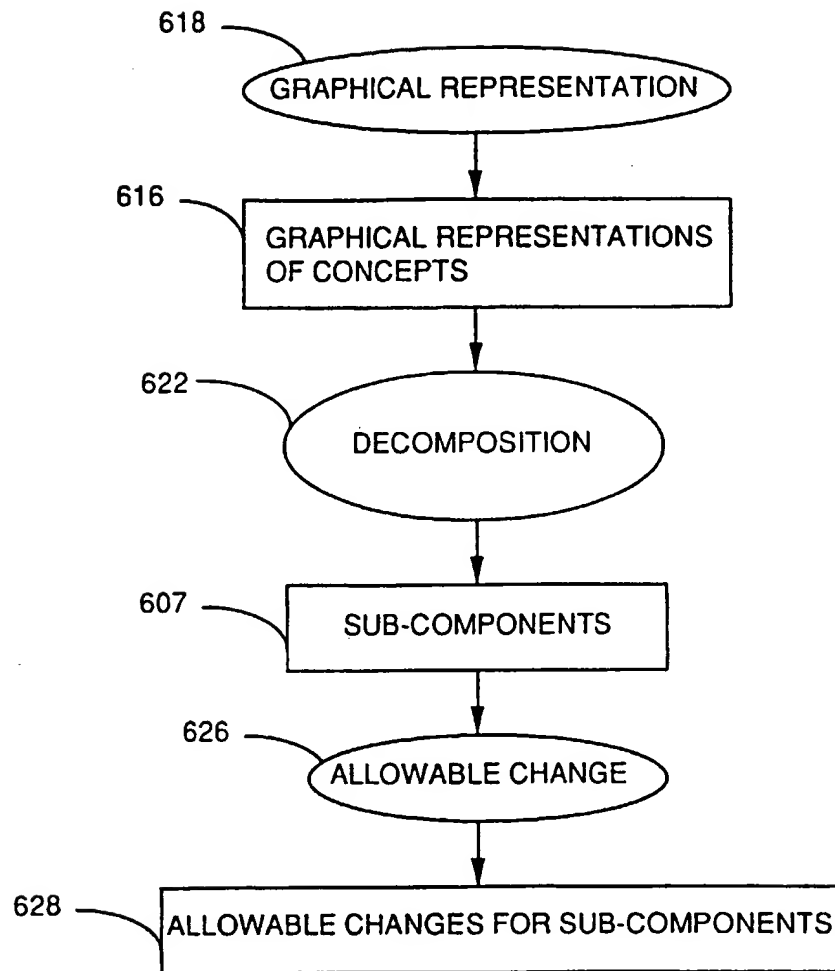 618
GRAPHICAL REPRESENTATION
616
GRAPHICAL REPRESENTATIONS
OF CONCEPTS
622
DECOMPOSITION
607
SUB-COMPONENTS
626
ALLOWABLE CHANGE
628
ALLOWABLE CHANGES FOR SUB-COMPONENTS